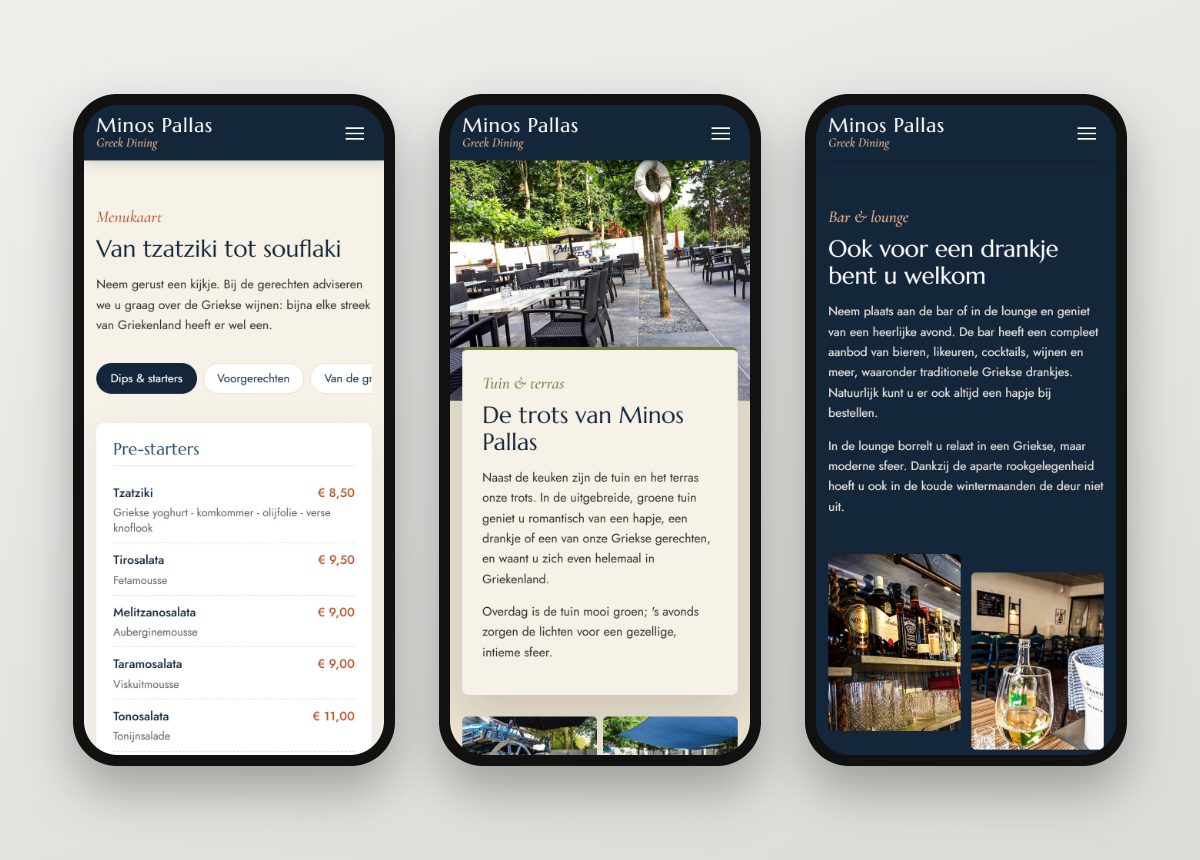 Minos Pallas
Greek Dining
Menukaart
Van tzatziki tot souflaki
Neem gerust een kijkje. Bij de gerechten adviseren
we u graag over de Griekse wijnen: bijna elke streek
van Griekenland heeft er wel een.
Dips & starters
Voorgerechten
Van de gr
Pre-starters
Tzatziki € 8,50
Griekse yoghurt - komkommer - olijfolie - verse
knoflook
Tirosalata € 9,50
Fetamousse
Melitzanosalata € 9,00
Auberginemousse
Taramosalata € 9,00
Viskuitmousse
Tonosalata € 11,00
Tonijnsalade
Minos Pallas
Greek Dining
Tuin & terras
De trots van Minos
Pallas
Naast de keuken zijn de tuin en het terras
onze trots. In de uitgebreide, groene tuin
geniet u romantisch van een hapje, een
drankje of een van onze Griekse gerechten,
en waant u zich even helemaal in
Griekenland.
Overdag is de tuin mooi groen; 's avonds
zorgen de lichten voor een gezellige,
intieme sfeer.
Minos Pallas
Greek Dining
Bar & lounge
Ook voor een drankje
bent u welkom
Neem plaats aan de bar of in de lounge en geniet
van een heerlijke avond. De bar heeft een compleet
aanbod van bieren, likeuren, cocktails, wijnen en
meer, waaronder traditionele Griekse drankjes.
Natuurlijk kunt u er ook altijd een hapje bij
bestellen.
In de lounge borrelt u relaxt in een Griekse, maar
moderne sfeer. Dankzij de aparte rookgelegenheid
hoeft u ook in de koude wintermaanden de deur niet
uit.